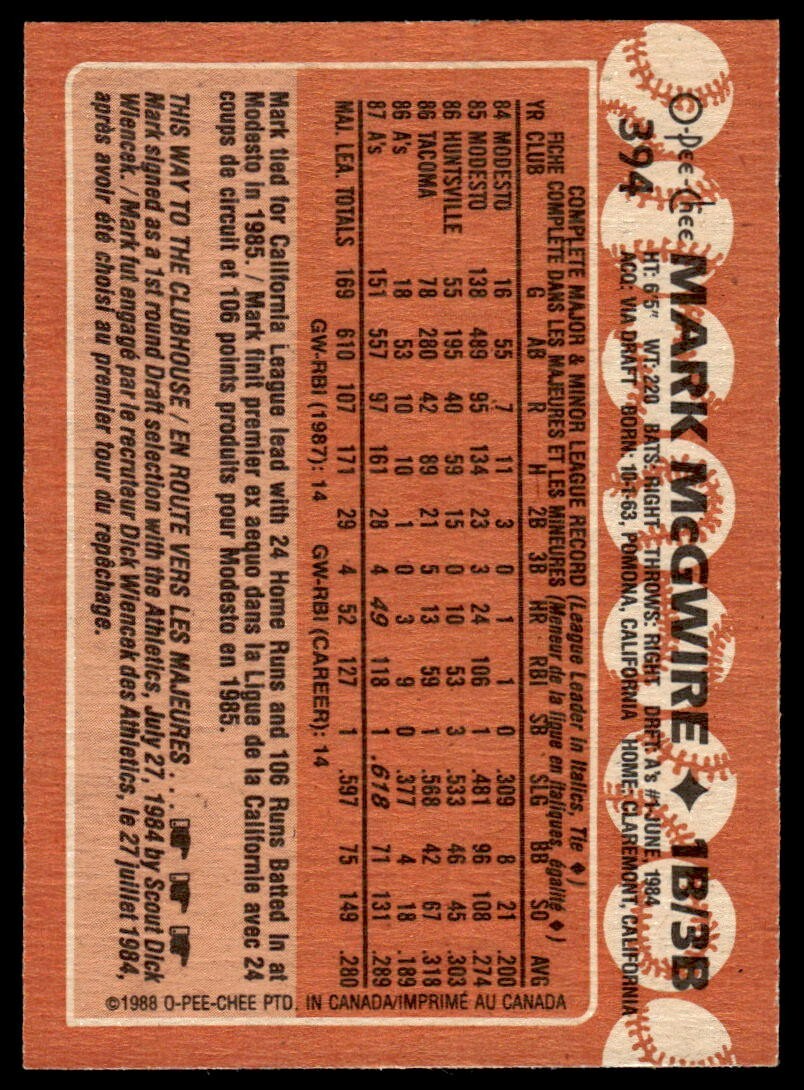 O-Pee-Chee MARK McGWIRE ✦ 1B/3B
394 HT: 6'5" WT: 220 BATS: RIGHT THROWS: RIGHT DRFT: A's #1-JUNE, 1984
ACQ: VIA DRAFT BORN: 10-1-63, POMONA, CALIFORNIA HOME: CLAREMONT, CALIFORNIA
COMPLETE MAJOR & MINOR LEAGUE RECORD (League Leader in Italics, Tie ♦)
FICHE COMPLÈTE DANS LES MAJEURES ET LES MINEURES (Meneur de la ligue en italiques, égalité ♦)
YR CLUB G AB R H 2B 3B HR RBI SB SLG BB SO AVG
84 MODESTO 16 55 7 11 3 0 1 1 0 .309 8 21 .200
85 MODESTO 138 489 95 134 23 3 24 106 1 .481 96 108 .274
86 HUNTSVILLE 55 195 40 59 15 0 10 53 3 .533 46 45 .303
86 TACOMA 78 280 42 89 21 5 13 59 1 .568 42 67 .318
86 A's 18 53 10 10 1 0 3 9 0 .377 4 18 .189
87 A's 151 557 97 161 28 4 49 118 1 .618 71 131 .289
MAJ. LEA. TOTALS 169 610 107 171 29 4 52 127 1 .597 75 149 .280
GW-RBI (1987): 14 GW-RBI (CAREER): 14
Mark tied for California League lead with 24 Home Runs and 106 Runs Batted In at
Modesto in 1985. / Mark finit premier ex aequo dans la Ligue de la Californie avec 24
coups de circuit et 106 points produits pour Modesto en 1985.
THIS WAY TO THE CLUBHOUSE / EN ROUTE VERS LES MAJEURES . . .
Mark signed as a 1st round Draft selection with the Athletics, July 27, 1984 by Scout Dick
Wiencek. / Mark fut engagé par le recruteur Dick Wiencek des Athletics, le 27 juillet 1984,
après avoir été choisi au premier tour du repêchage.
©1988 O-PEE-CHEE PTD. IN CANADA/IMPRIMÉ AU CANADA